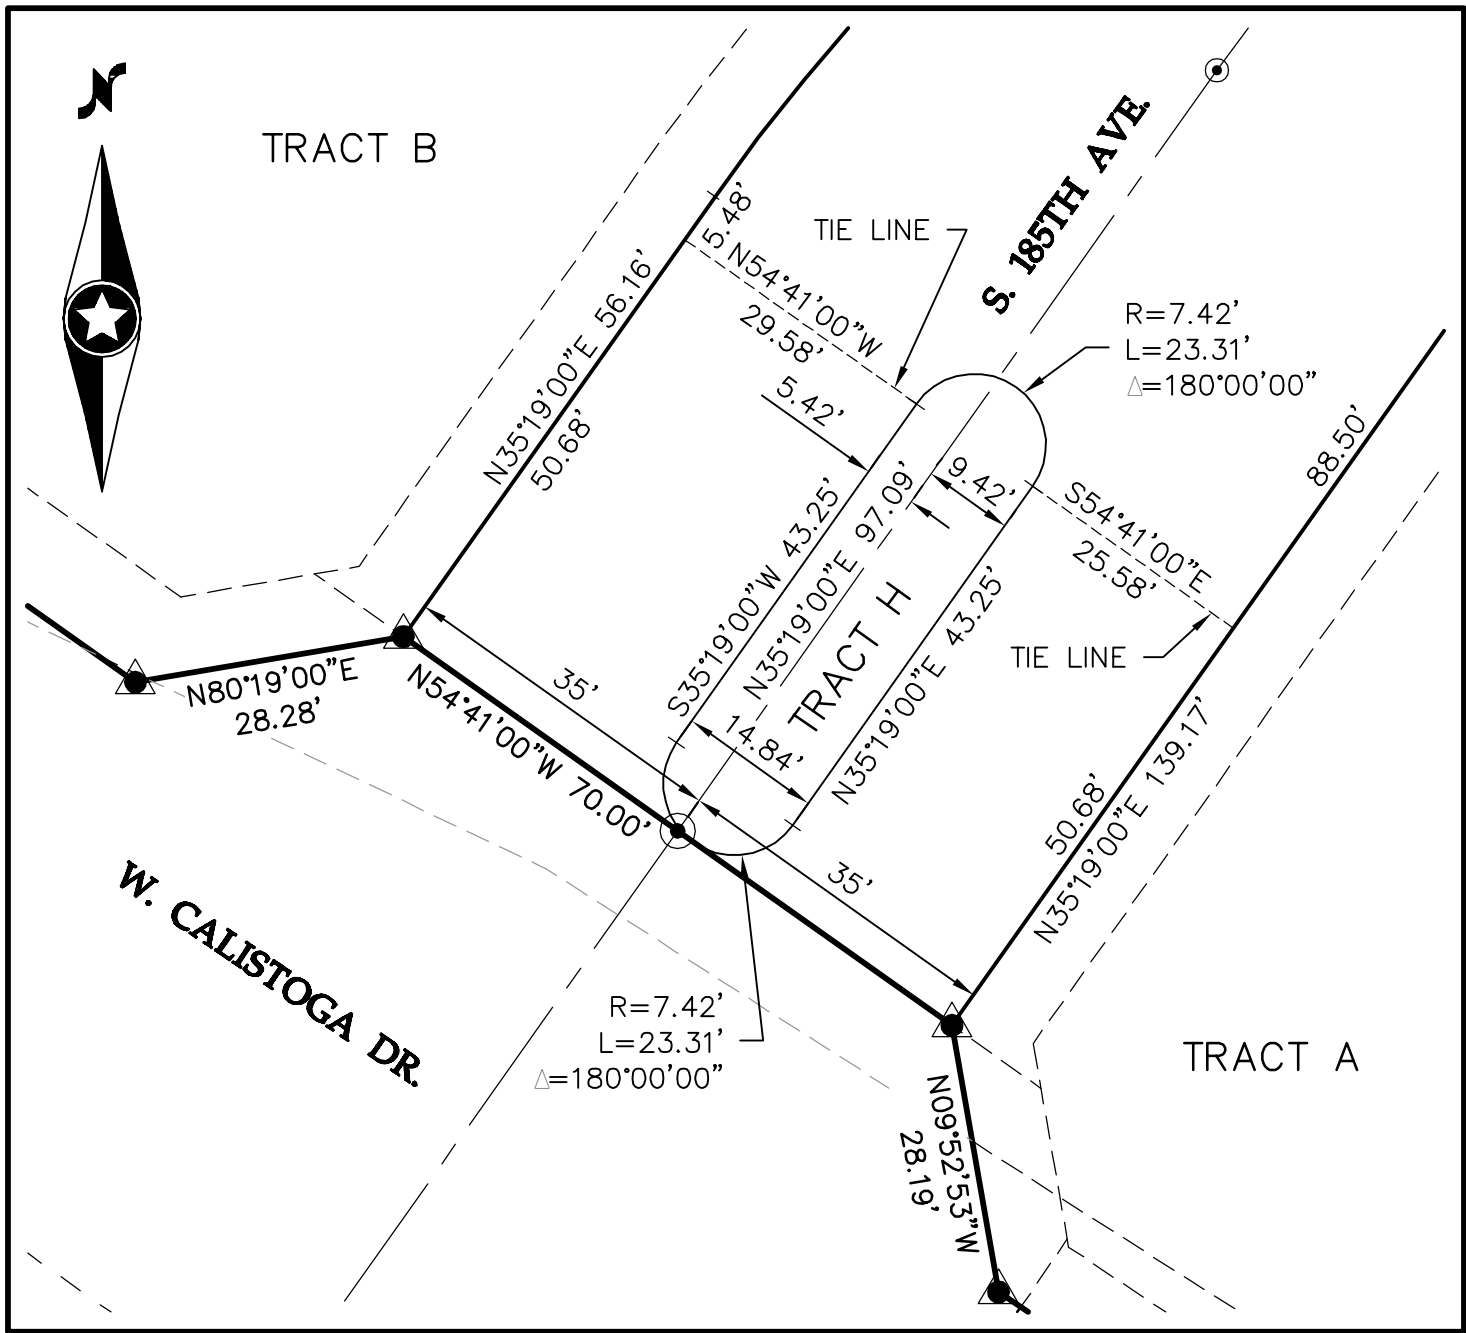 N
TRACT B
S. 185TH AVE.
TIE LINE
5.48'
N54°41'00"W
29.58'
R=7.42'
L=23.31'
△=180°00'00"
N35°19'00"E 56.16'
50.68'
5.42'
9.42'
88.50'
S54°41'00"E
25.58'
S35°19'00"W 43.25'
N35°19'00"E 97.09'
TRACT H
N35°19'00"E 43.25'
TIE LINE
N80°19'00"E
28.28'
35'
14.84'
N54°41'00"W 70.00'
50.68'
N35°19'00"E 139.17'
35'
W. CALISTOGA DR.
R=7.42'
L=23.31'
△=180°00'00"
TRACT A
N09°52'53"W
28.19'